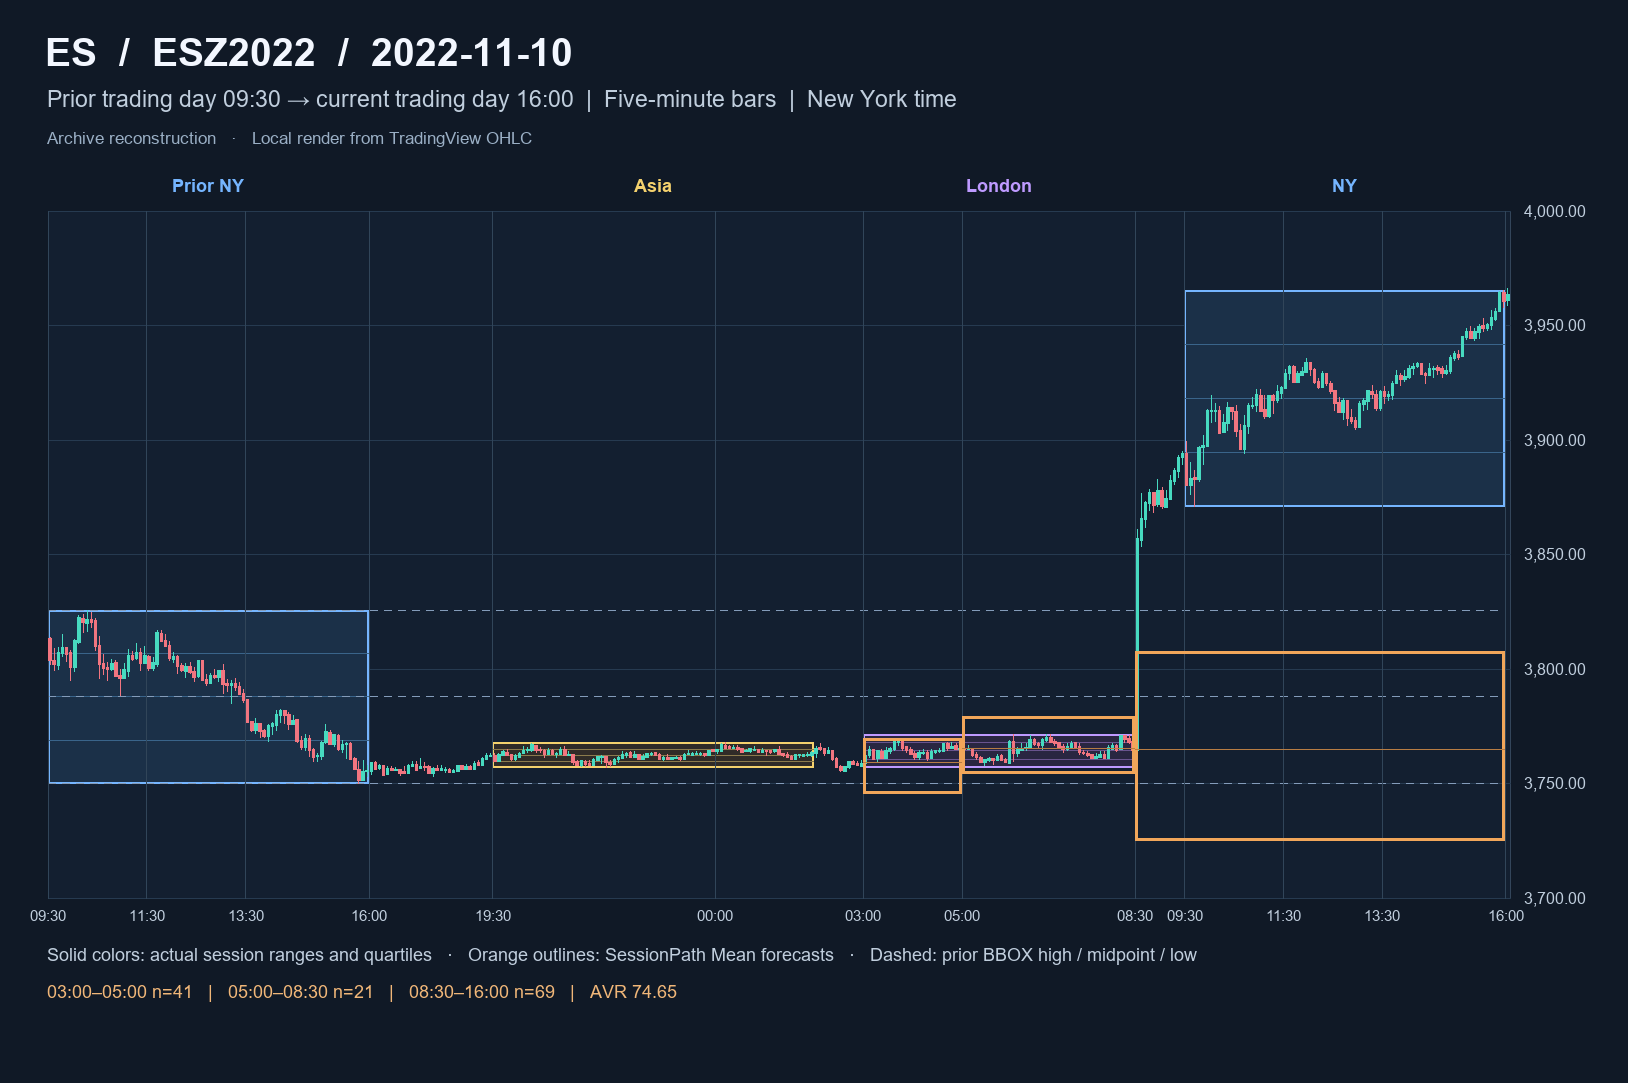 ES / ESZ2022 / 2022-11-10
Prior trading day 09:30 → current trading day 16:00 | Five-minute bars | New York time
Archive reconstruction · Local render from TradingView OHLC
Prior NY Asia London NY
4,000.00
3,950.00
3,900.00
3,850.00
3,800.00
3,750.00
3,700.00
09:30 11:30 13:30 16:00 19:30 00:00 03:00 05:00 08:30 09:30 11:30 13:30 16:00
Solid colors: actual session ranges and quartiles · Orange outlines: SessionPath Mean forecasts · Dashed: prior BBOX high / midpoint / low
03:00–05:00 n=41 | 05:00–08:30 n=21 | 08:30–16:00 n=69 | AVR 74.65